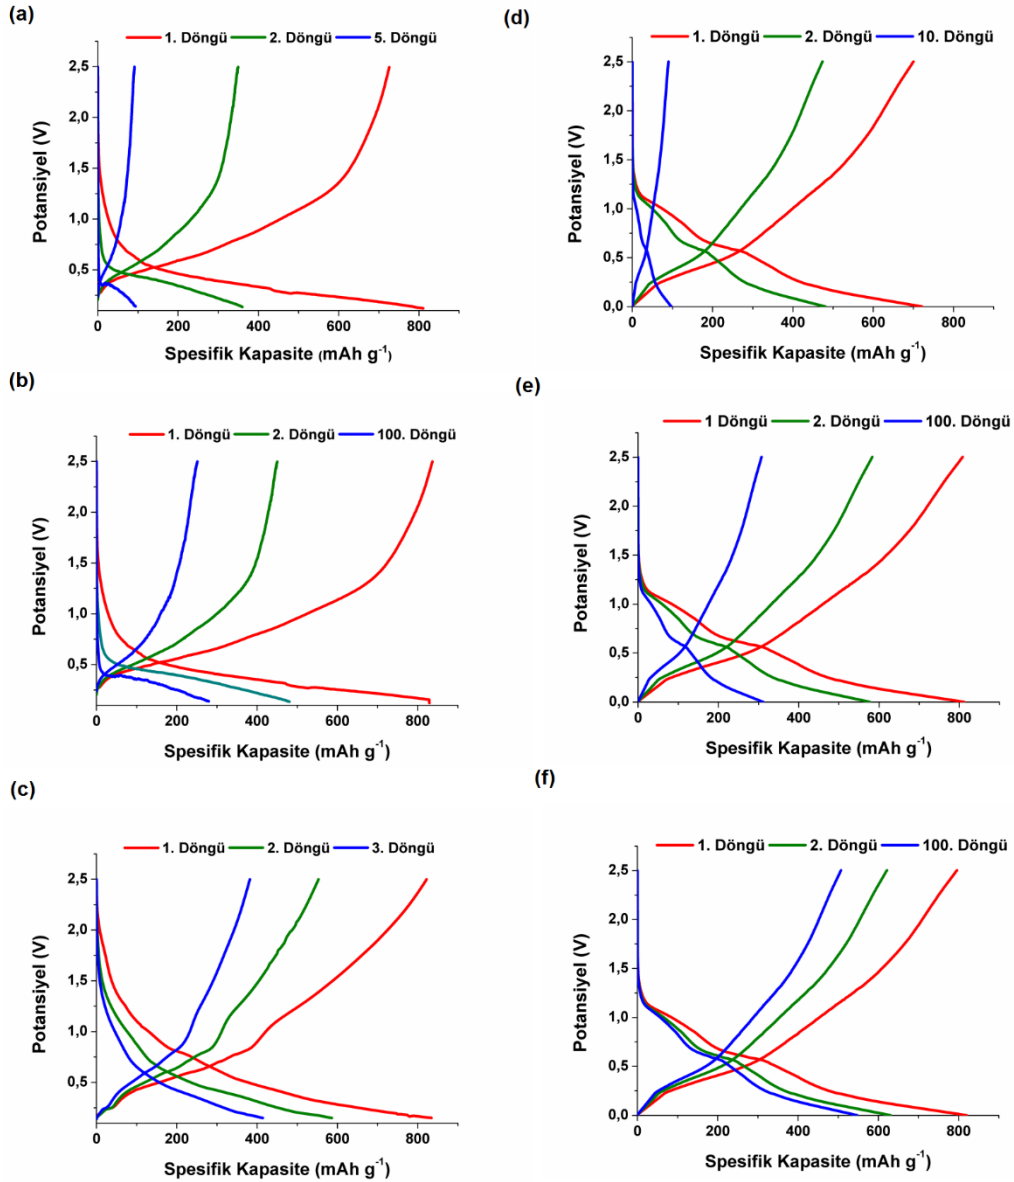 (a)
1. Döngü 2. Döngü 5. Döngü
2,5
2,0
1,5
1,0
0,5
Potansiyel (V)
0 200 400 600 800
Spesifik Kapasite (mAh g⁻¹)
(d)
1. Döngü 2. Döngü 10. Döngü
2,5
2,0
1,5
1,0
0,5
0,0
Potansiyel (V)
0 200 400 600 800
Spesifik Kapasite (mAh g⁻¹)
(b)
1. Döngü 2. Döngü 100. Döngü
2,5
2,0
1,5
1,0
0,5
Potansiyel (V)
0 200 400 600 800
Spesifik Kapasite (mAh g⁻¹)
(e)
1 Döngü 2. Döngü 100. Döngü
2,5
2,0
1,5
1,0
0,5
0,0
Potansiyel (V)
0 200 400 600 800
Spesifik Kapasite (mAh g⁻¹)
(c)
1. Döngü 2. Döngü 3. Döngü
2,5
2,0
1,5
1,0
0,5
Potansiyel (V)
0 200 400 600 800
Spesifik Kapasite (mAh g⁻¹)
(f)
1. Döngü 2. Döngü 100. Döngü
2,5
2,0
1,5
1,0
0,5
0,0
Potansiyel (V)
0 200 400 600 800
Spesifik Kapasite (mAh g⁻¹)